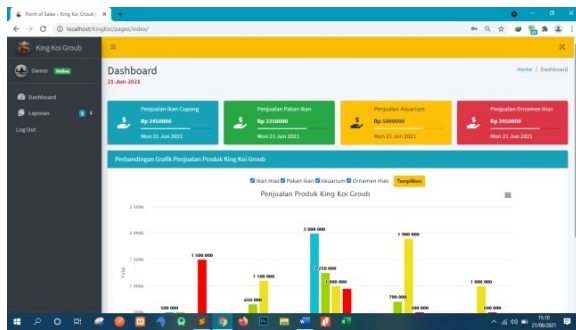 Point of Sales - King Koi Groub |
localhost/KingKoi/pages/index/
King Koi Groub
Owner Online
Dashboard
Laporan
Log Out
Dashboard
21-Jun-2021
Home / Dashboard
Penjualan Ikan Cupang
Rp 2450000
Mon 21 Jun 2021
Penjualan Pakan Ikan
Rp 2250000
Mon 21 Jun 2021
Penjualan Akuarium
Rp 5000000
Mon 21 Jun 2021
Penjualan Ornamen Hias
Rp 3450000
Mon 21 Jun 2021
Perbandingan Grafik Penjualan Produk King Koi Groub
Ikan Hias Pakan Ikan Akuarium Ornamen Hias Tampilkan
Penjualan Produk King Koi Groub
2 500k
2 000k
1 500k
1 000k
Total
500 000
1 500 000
650 000
1 100 000
2 000 000
1 250 000
1 000 000
700 000
1 900 000
500 000
1 000 000
500 000
15.10
21/06/2021